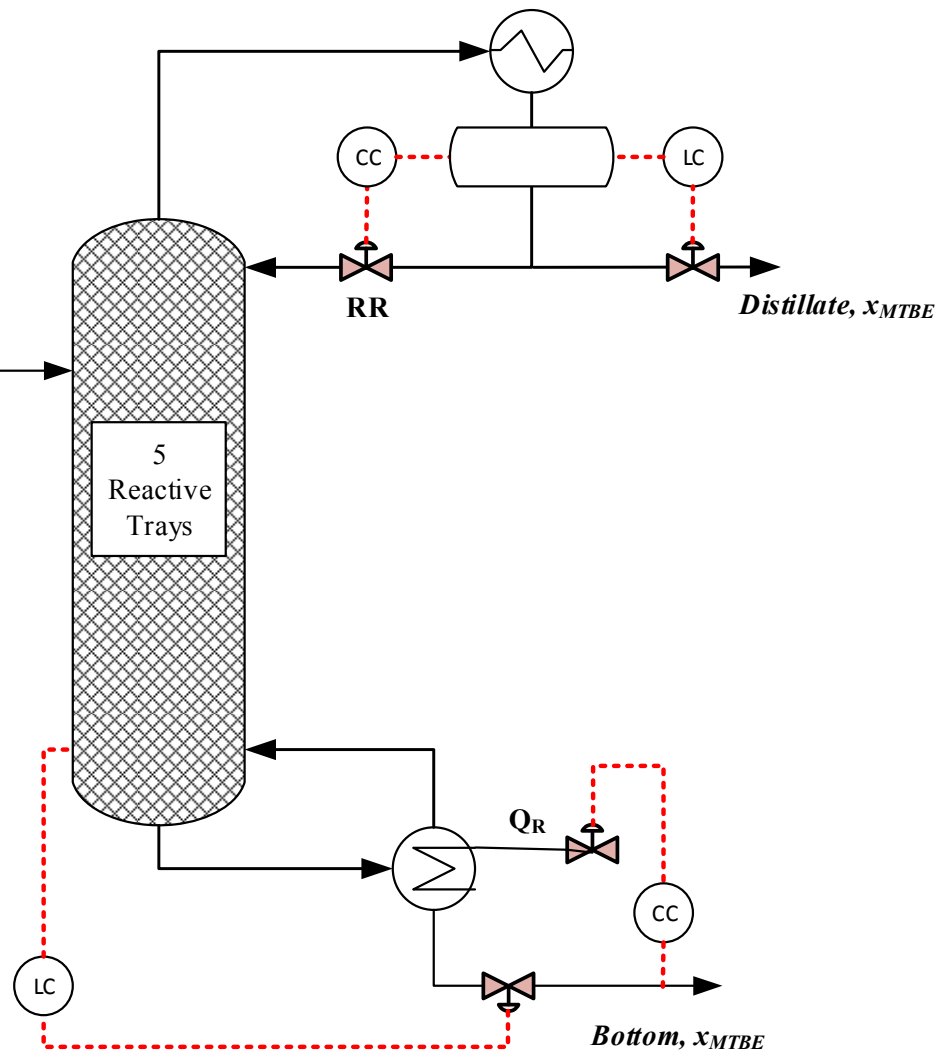 CC
LC
RR
Distillate, xMTBE
5
Reactive
Trays
QR
CC
LC
Bottom, xMTBE